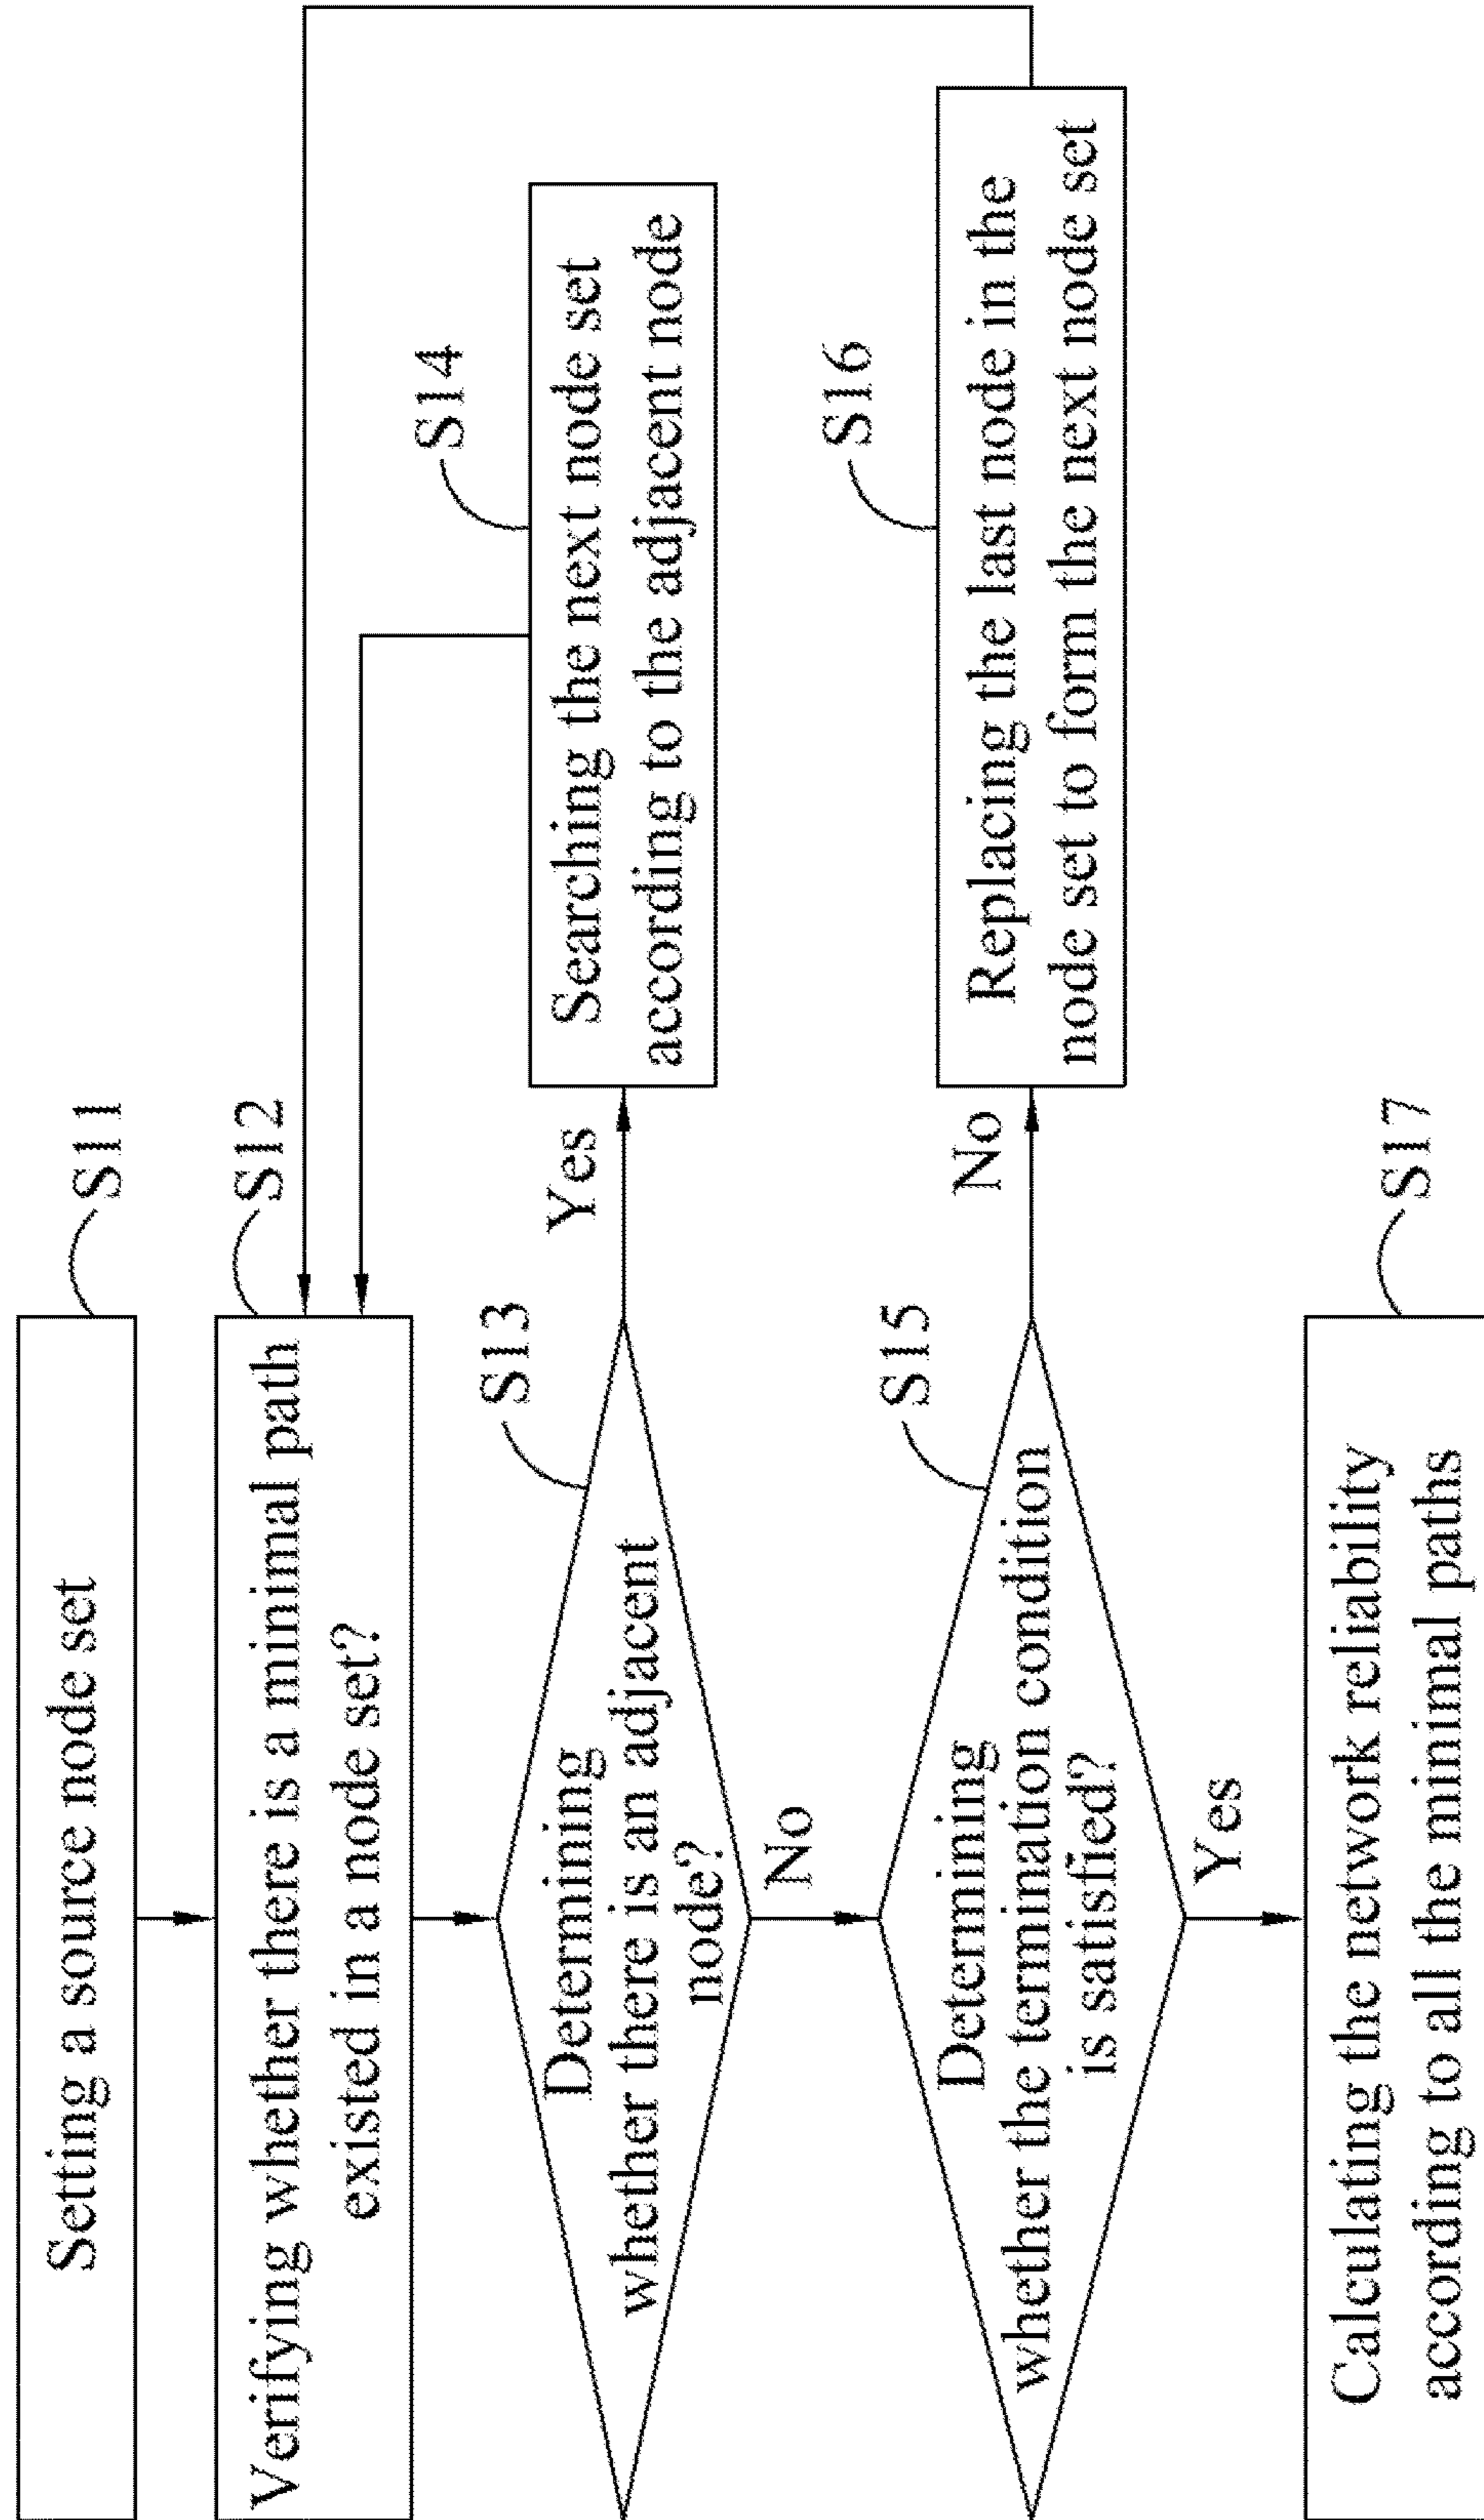 Setting a source node set
S11
Verifying whether there is a minimal path
existed in a node set?
S12
Determining
whether there is an adjacent
node?
S13
Yes
Searching the next node set
according to the adjacent node
S14
No
Determining
whether the termination condition
is satisfied?
S15
No
Replacing the last node in the
node set to form the next node set
S16
Yes
Calculating the network reliability
according to all the minimal paths
S17